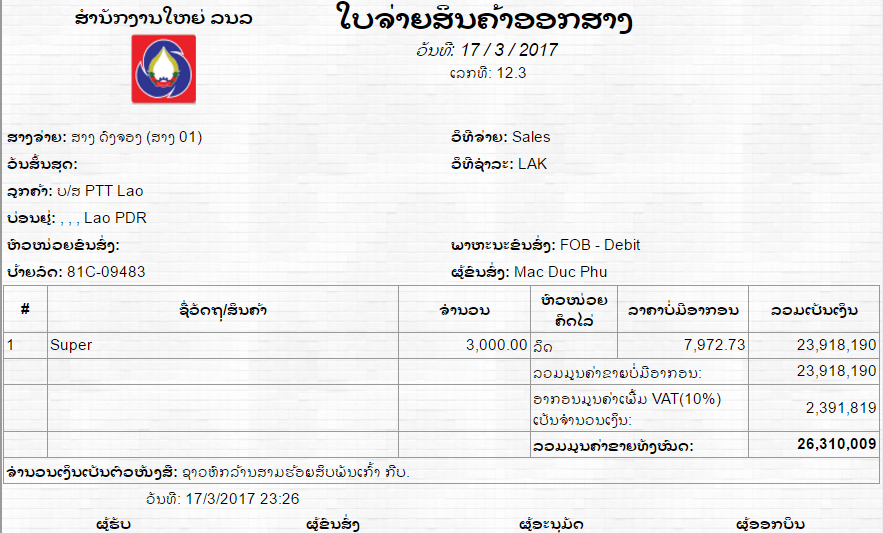 ສຳນັກງານໃຫຍ່ ລນລ
ໃບຈ່າຍສິນຄ້າອອກສາງ
ວັນທີ: 17 / 3 / 2017
ເລກທີ: 12.3
ສາງຈ່າຍ: ສາງ ດົງຈອງ (ສາງ 01)
ວິທີຈ່າຍ: Sales
ວັນສິ້ນສຸດ:
ວິທີຊຳລະ: LAK
ລູກຄ້າ: ບ/ສ PTT Lao
ບ່ອນຢູ່: , , , Lao PDR
ຫົວໜ່ວຍຂົນສົ່ງ:
ພາຫະນະຂົນສົ່ງ: FOB - Debit
ປ້າຍລົດ: 81C-09483
ຜູ້ຂົນສົ່ງ: Mac Duc Phu
# ຊື່ວັດຖຸ/ສິນຄ້າ ຈຳນວນ ຫົວໜ່ວຍ ຄິດໄລ່ ລາຄາບໍ່ມີອາກອນ ລວມເປັນເງິນ
1 Super 3,000.00 ລິດ 7,972.73 23,918,190
ລວມມູນຄ່າຂາຍບໍ່ມີອາກອນ: 23,918,190
ອາກອນມູນຄ່າເພີ້ມ VAT(10%)
ເປັນຈຳນວນເງິນ: 2,391,819
ລວມມູນຄ່າຂາຍທັງໝົດ: 26,310,009
ຈຳນວນເງິນເປັນຕົວໜັງສື: ຊາວຫົກລ້ານສາມຮ້ອຍສິບພັນເກົ້າ ກີບ.
ວັນທີ: 17/3/2017 23:26
ຜູ້ຮັບ ຜູ້ຂົນສົ່ງ ຜູ້ອະນຸມັດ ຜູ້ອອກບິນ